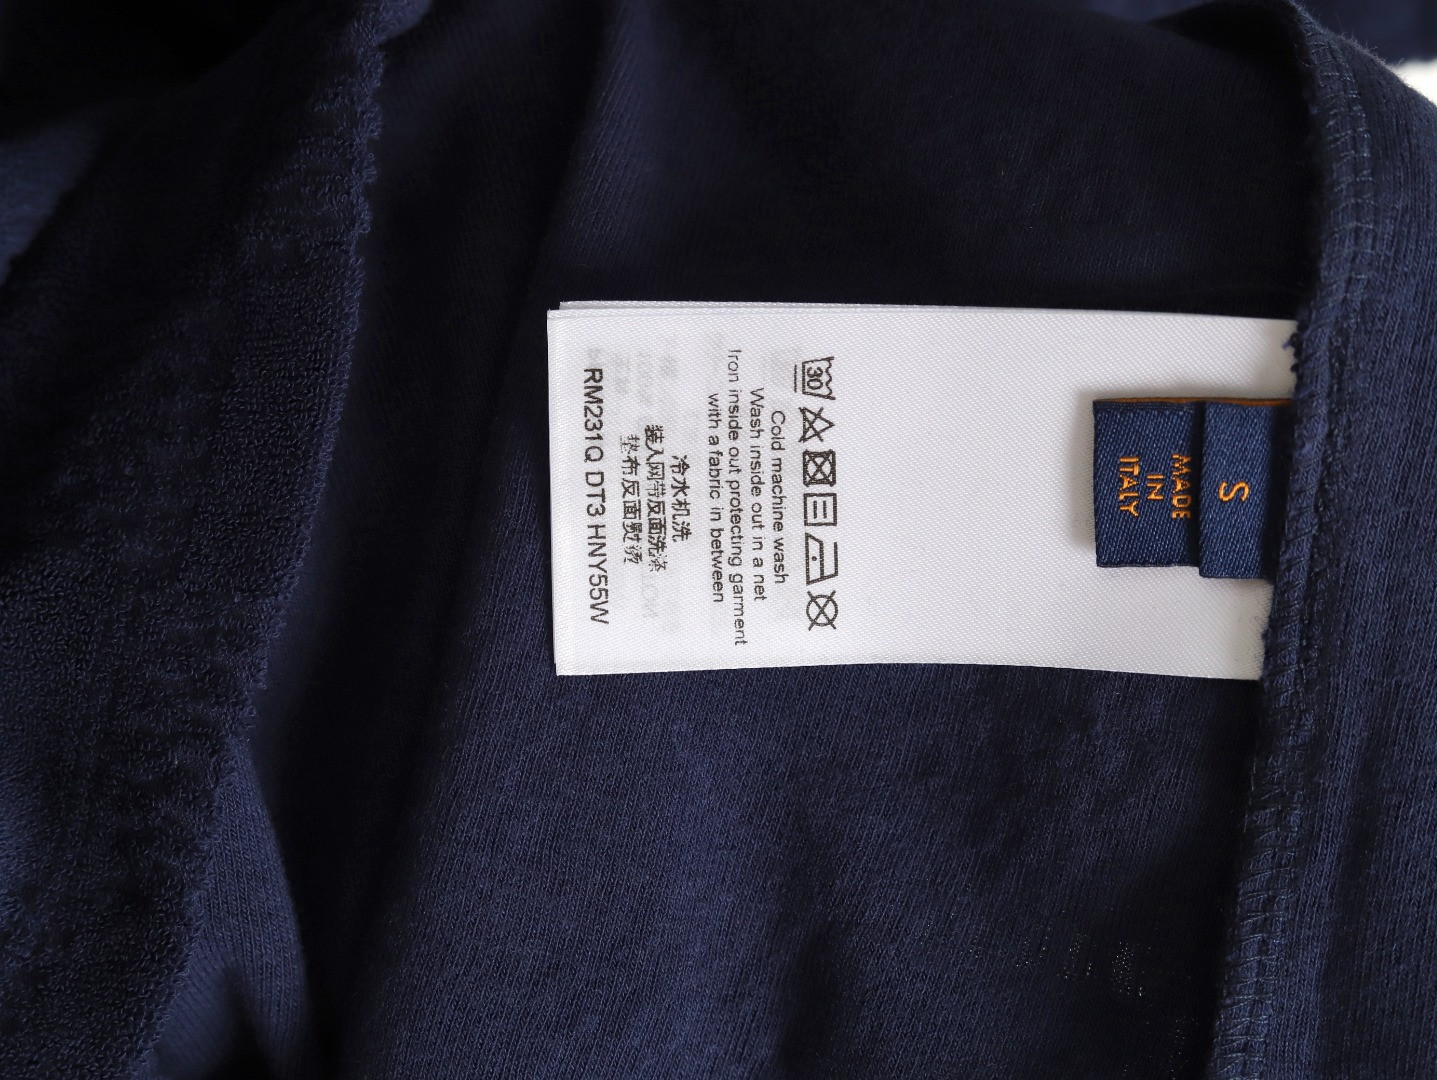 30
Cold machine wash
Wash inside out in a net
Iron inside out protecting garment
with a fabric in between
冷水机洗
装入网带反面洗涤
垫布反面熨烫
RM231Q DT3 HNY55W
S
MADE
IN
ITALY